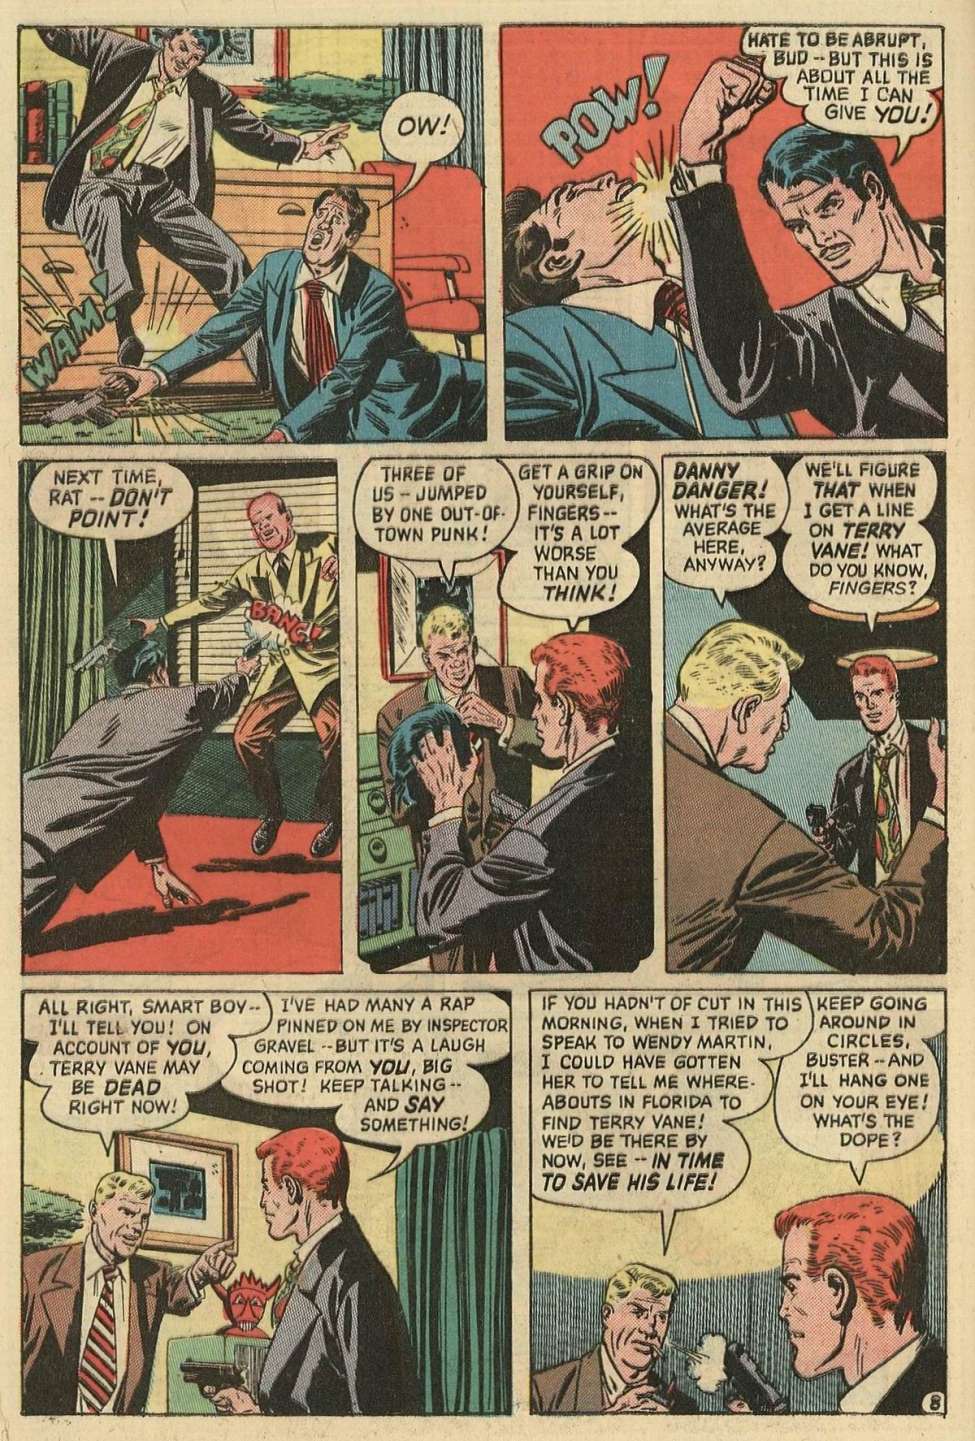 WAM!
OW!
POW!
HATE TO BE ABRUPT,
BUD--BUT THIS IS
ABOUT ALL THE
TIME I CAN
GIVE YOU!
NEXT TIME,
RAT -- DON'T
POINT!
BANG!
THREE OF
US -- JUMPED
BY ONE OUT-OF-
TOWN PUNK!
GET A GRIP ON
YOURSELF,
FINGERS--
IT'S A LOT
WORSE
THAN YOU
THINK!
DANNY
DANGER!
WHAT'S THE
AVERAGE
HERE,
ANYWAY?
WE'LL FIGURE
THAT WHEN
I GET A LINE
ON TERRY
VANE! WHAT
DO YOU KNOW,
FINGERS?
ALL RIGHT, SMART BOY--
I'LL TELL YOU! ON
ACCOUNT OF YOU,
TERRY VANE MAY
BE DEAD
RIGHT NOW!
I'VE HAD MANY A RAP
PINNED ON ME BY INSPECTOR
GRAVEL--BUT IT'S A LAUGH
COMING FROM YOU, BIG
SHOT! KEEP TALKING--
AND SAY
SOMETHING!
IF YOU HADN'T OF CUT IN THIS
MORNING, WHEN I TRIED TO
SPEAK TO WENDY MARTIN,
I COULD HAVE GOTTEN
HER TO TELL ME WHERE-
ABOUTS IN FLORIDA TO
FIND TERRY VANE!
WE'D BE THERE BY
NOW, SEE -- IN TIME
TO SAVE HIS LIFE!
KEEP GOING
AROUND IN
CIRCLES,
BUSTER--AND
I'LL HANG ONE
ON YOUR EYE!
WHAT'S THE
DOPE?
8